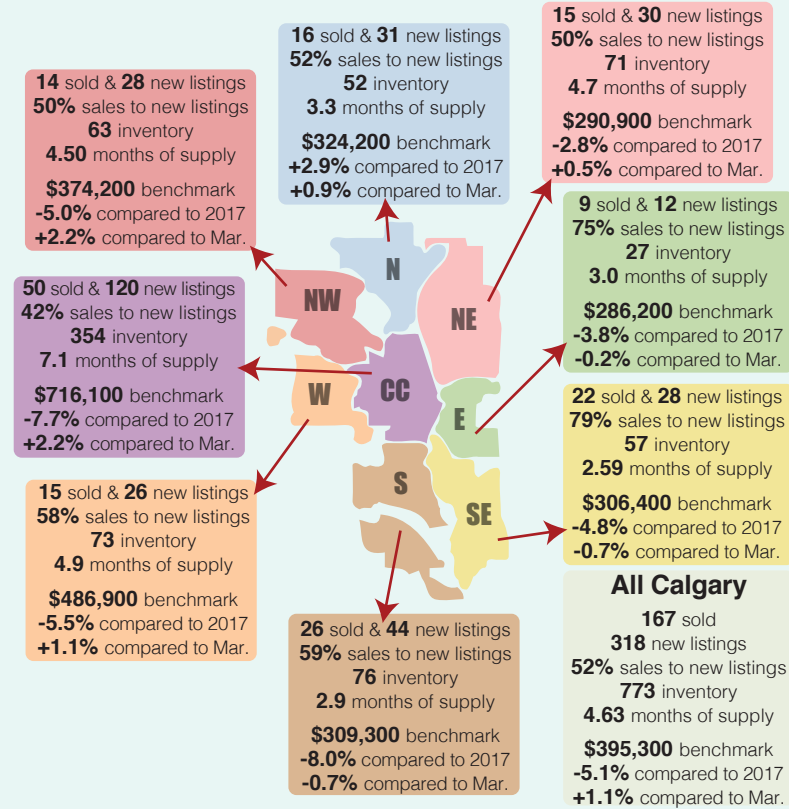 16 sold & 31 new listings
52% sales to new listings
52 inventory
3.3 months of supply
$324,200 benchmark
+2.9% compared to 2017
+0.9% compared to Mar.
15 sold & 30 new listings
50% sales to new listings
71 inventory
4.7 months of supply
$290,900 benchmark
-2.8% compared to 2017
+0.5% compared to Mar.
14 sold & 28 new listings
50% sales to new listings
63 inventory
4.50 months of supply
$374,200 benchmark
-5.0% compared to 2017
+2.2% compared to Mar.
9 sold & 12 new listings
75% sales to new listings
27 inventory
3.0 months of supply
$286,200 benchmark
-3.8% compared to 2017
-0.2% compared to Mar.
N
NW
NE
50 sold & 120 new listings
42% sales to new listings
354 inventory
7.1 months of supply
$716,100 benchmark
-7.7% compared to 2017
+2.2% compared to Mar.
W
CC
E
22 sold & 28 new listings
79% sales to new listings
57 inventory
2.59 months of supply
$306,400 benchmark
-4.8% compared to 2017
-0.7% compared to Mar.
S
SE
15 sold & 26 new listings
58% sales to new listings
73 inventory
4.9 months of supply
$486,900 benchmark
-5.5% compared to 2017
+1.1% compared to Mar.
26 sold & 44 new listings
59% sales to new listings
76 inventory
2.9 months of supply
$309,300 benchmark
-8.0% compared to 2017
-0.7% compared to Mar.
All Calgary
167 sold
318 new listings
52% sales to new listings
773 inventory
4.63 months of supply
$395,300 benchmark
-5.1% compared to 2017
+1.1% compared to Mar.